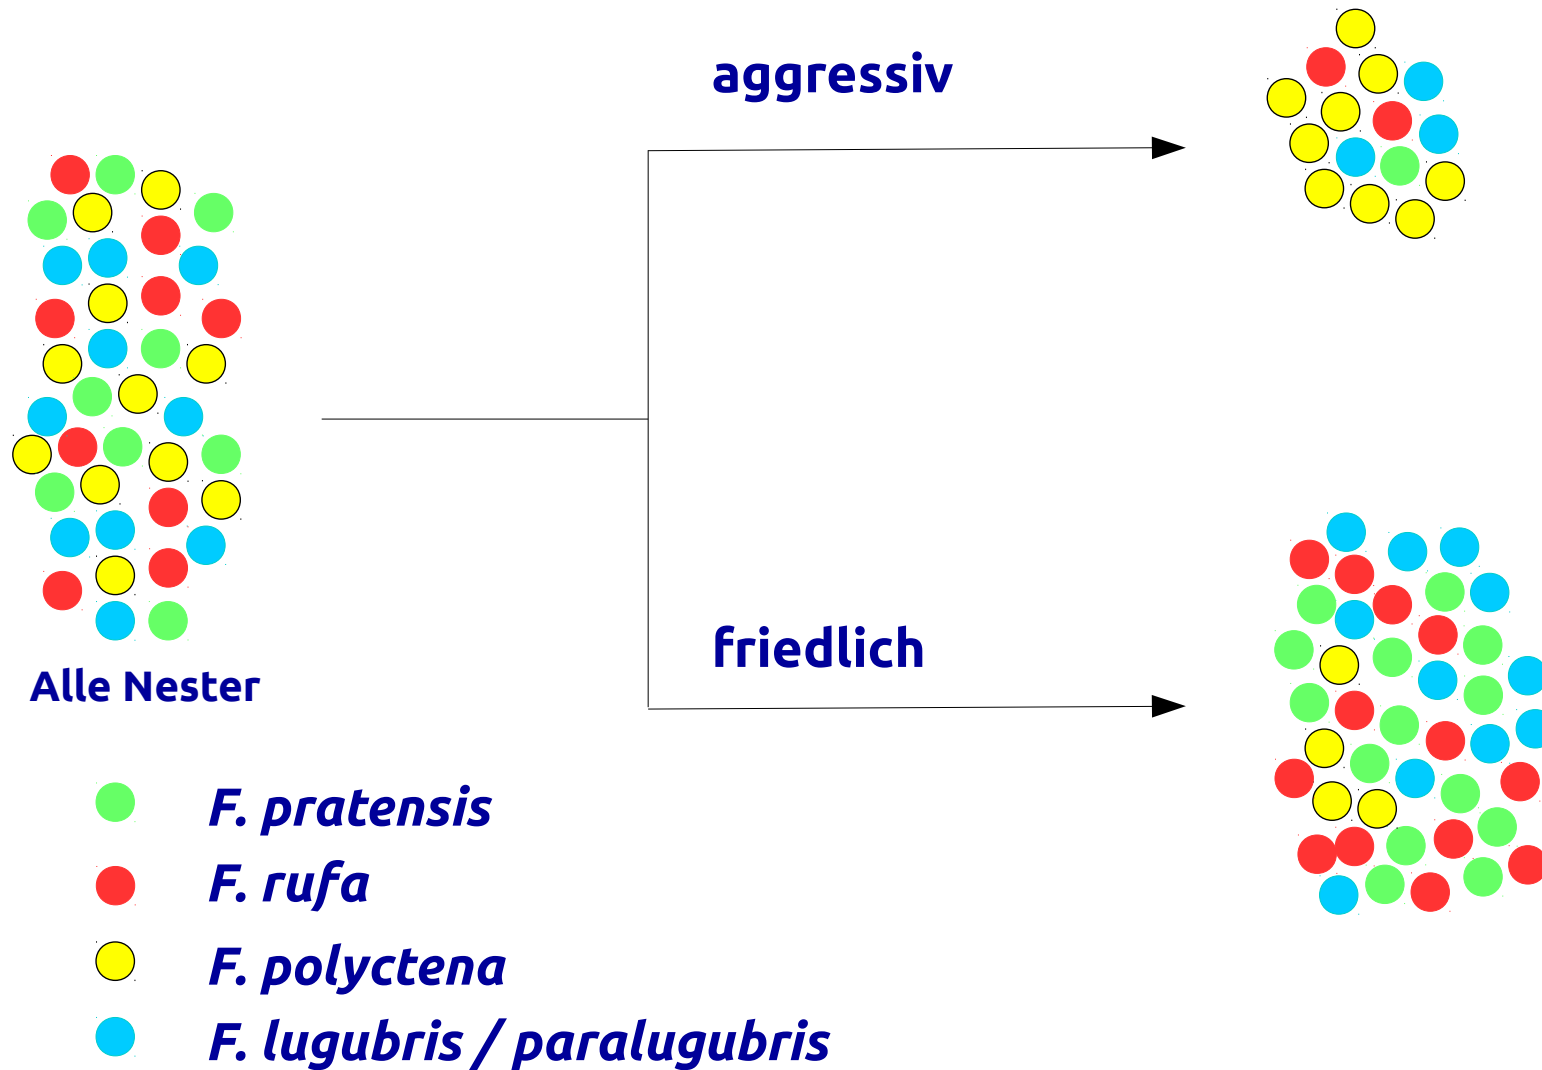 aggressiv
friedlich
Alle Nester
F. pratensis
F. rufa
F. polyctena
F. lugubris / paralugubris